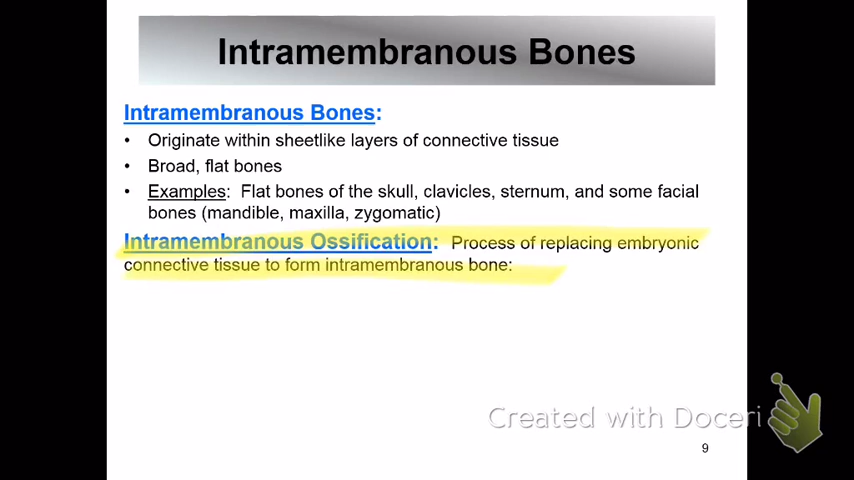 Intramembranous Bones
Intramembranous Bones:
• Originate within sheetlike layers of connective tissue
• Broad, flat bones
• Examples: Flat bones of the skull, clavicles, sternum, and some facial
bones (mandible, maxilla, zygomatic)
Intramembranous Ossification: Process of replacing embryonic
connective tissue to form intramembranous bone:
Created with Doceri
9